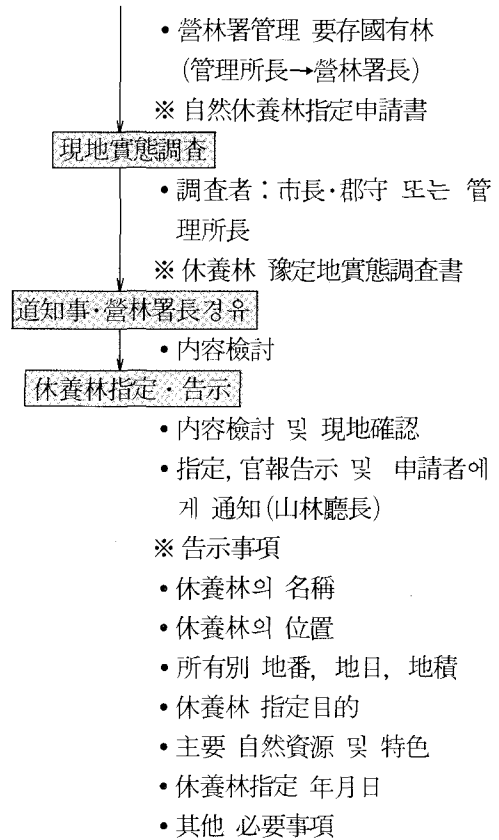 • 營林署管理 要存國有林
(管理所長→營林署長)
※ 自然休養林指定申請書
現地實態調查
• 調查者 : 市長·郡守 또는 管
理所長
※ 休養林 豫定地實態調查書
道知事·營林署長경유
• 內容檢討
休養林指定 · 告示
• 內容檢討 및 現地確認
• 指定, 官報告示 및 申請者에
게 通知(山林廳長)
※ 告示事項
• 休養林의 名稱
• 休養林의 位置
• 所有別 地番, 地日, 地積
• 休養林 指定目的
• 主要 自然資源 및 特色
• 休養林指定 年月日
• 其他 必要事項